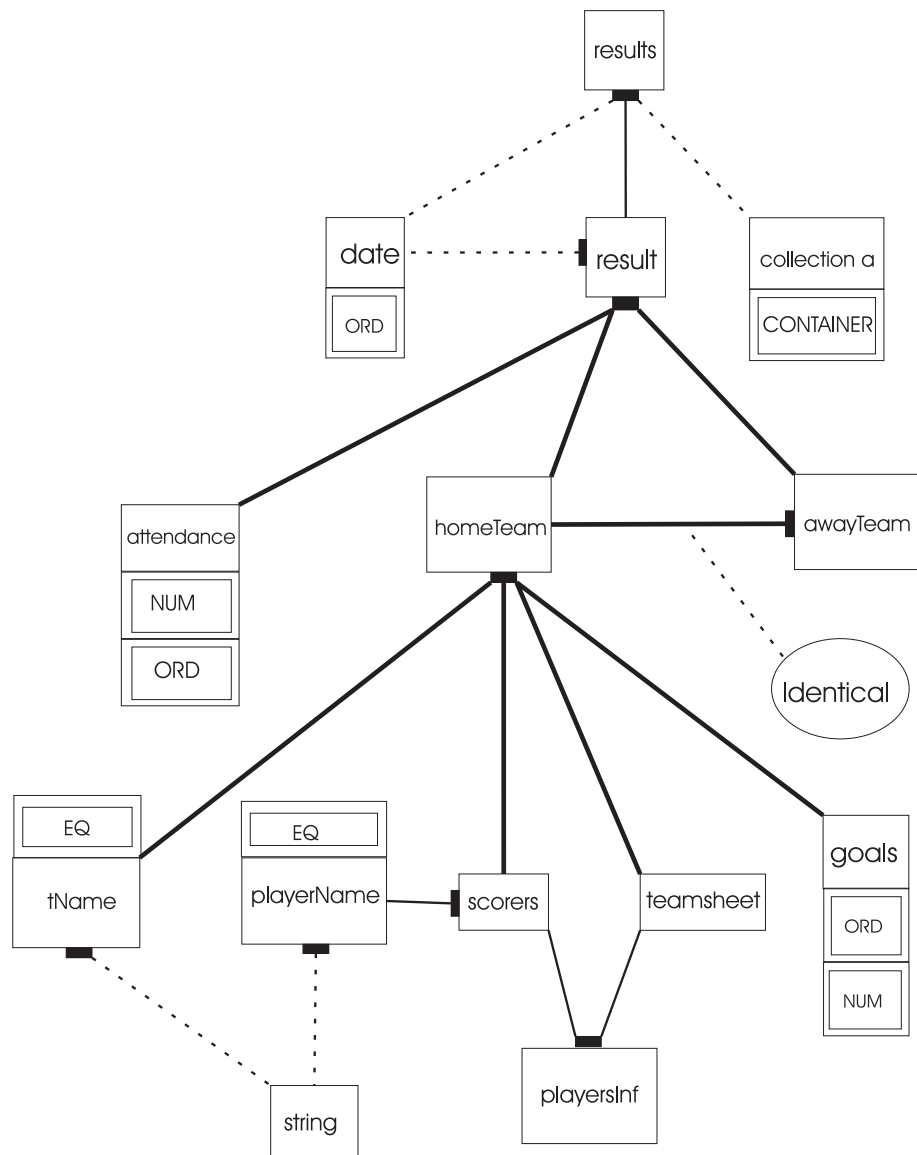 results
date
result
collection a
ORD
CONTAINER
attendance
homeTeam
awayTeam
NUM
ORD
Identical
EQ
EQ
tName
playerName
scorers
teamsheet
goals
ORD
NUM
playersInf
string